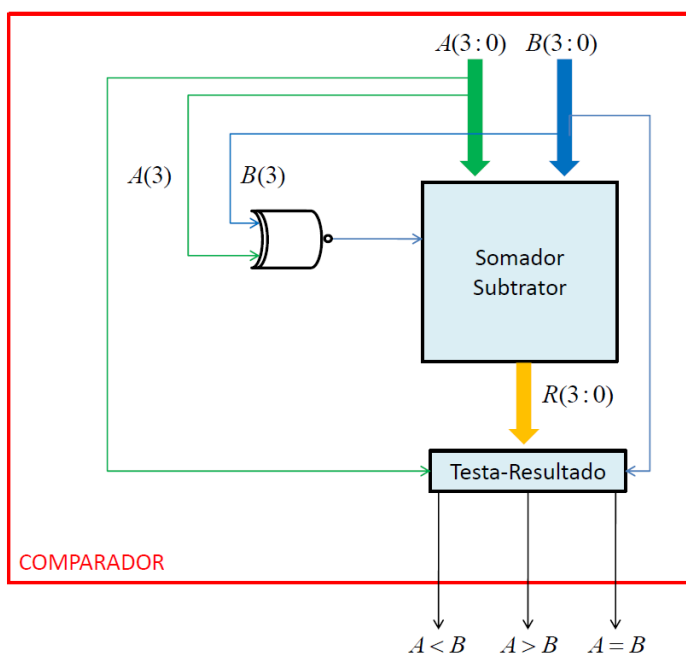 A(3:0) B(3:0)
A(3)
B(3)
Somador
Subtrator
R(3:0)
Testa-Resultado
COMPARADOR
A < B A > B A = B